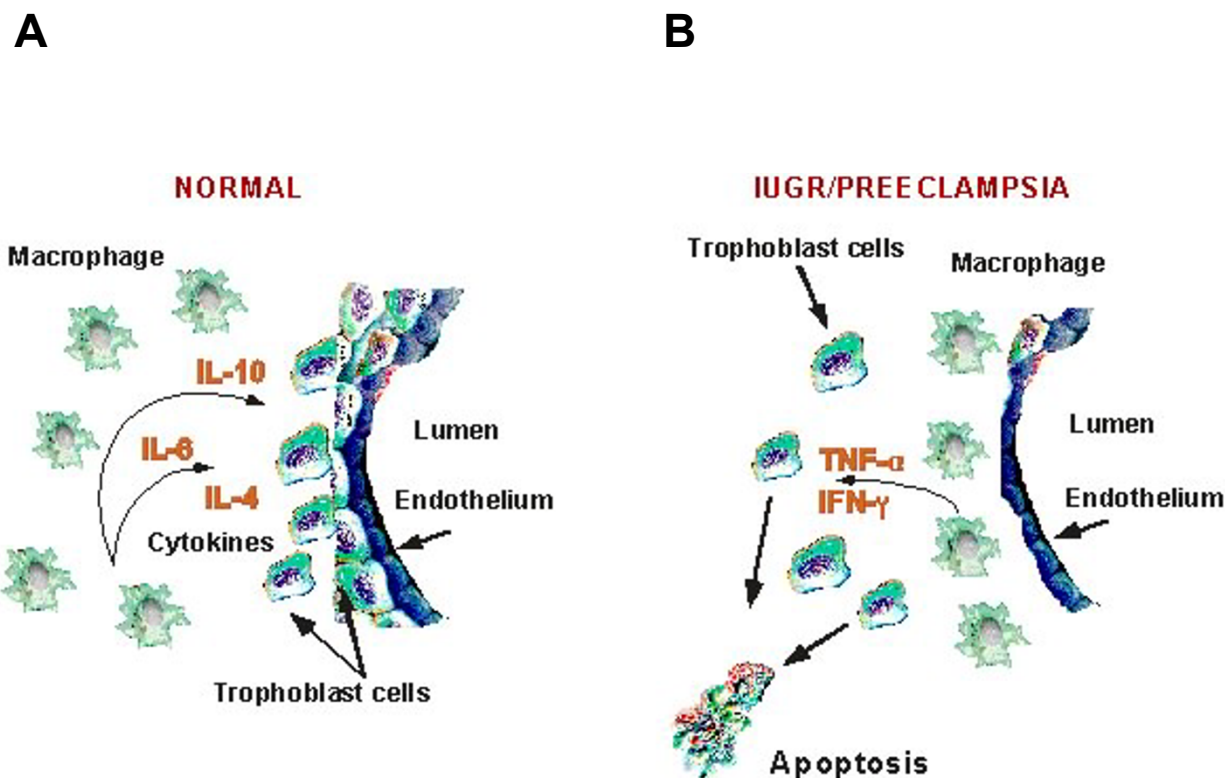 A
B
NORMAL
Macrophage
IL-10
IL-6
IL-4
Cytokines
Lumen
Endothelium
Trophoblast cells
IUGR/PREECLAMPSIA
Trophoblast cells
Macrophage
TNF-α
IFN-γ
Lumen
Endothelium
Apoptosis